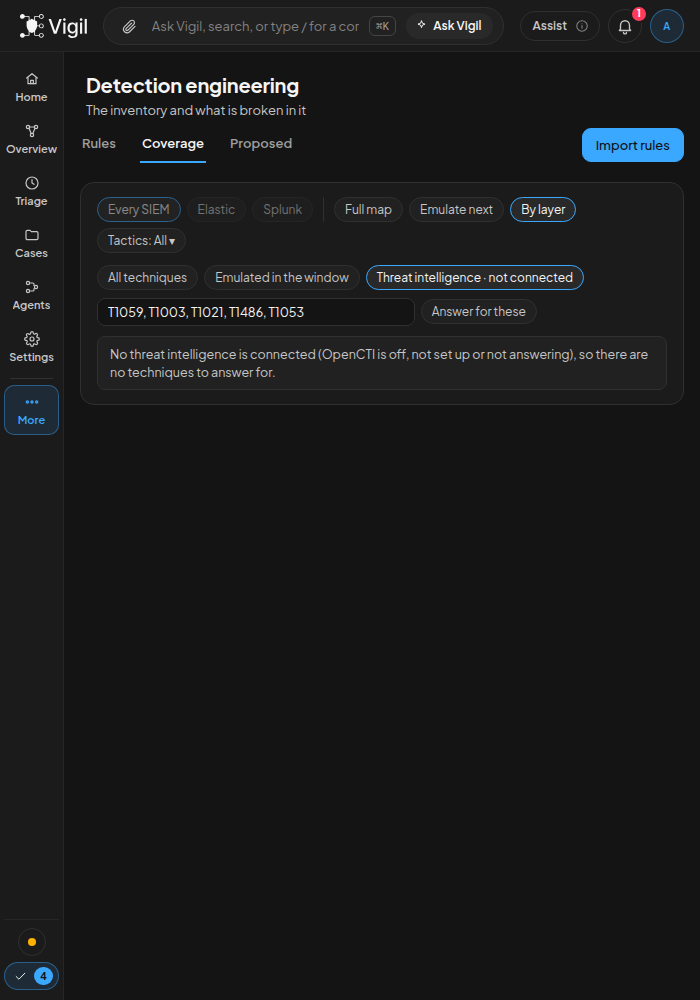 Vigil
Ask Vigil, search, or type / for a cor
⌘K
Ask Vigil
Assist
1
A
Home
Overview
Triage
Cases
Agents
Settings
More
4
Detection engineering
The inventory and what is broken in it
Rules
Coverage
Proposed
Import rules
Every SIEM
Elastic
Splunk
Full map
Emulate next
By layer
Tactics: All ▾
All techniques
Emulated in the window
Threat intelligence · not connected
T1059, T1003, T1021, T1486, T1053
Answer for these
No threat intelligence is connected (OpenCTI is off, not set up or not answering), so there are
no techniques to answer for.